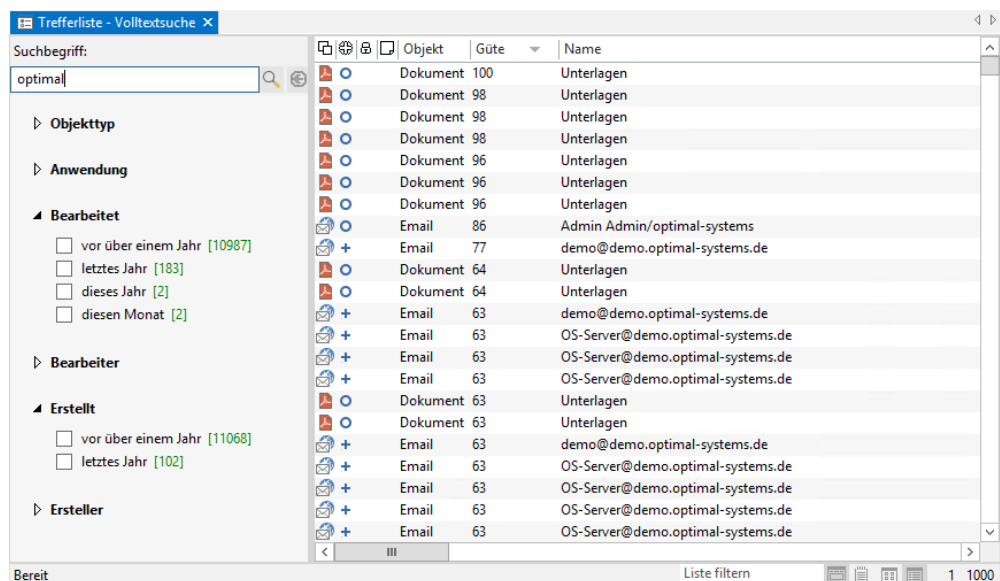 Trefferliste - Volltextsuche
Suchbegriff:
optimal
Objekttyp
Anwendung
Bearbeitet
vor über einem Jahr [10987]
letztes Jahr [183]
dieses Jahr [2]
diesen Monat [2]
Bearbeiter
Erstellt
vor über einem Jahr [11068]
letztes Jahr [102]
Ersteller
Objekt Güte Name
Dokument 100 Unterlagen
Dokument 98 Unterlagen
Dokument 98 Unterlagen
Dokument 98 Unterlagen
Dokument 96 Unterlagen
Dokument 96 Unterlagen
Dokument 96 Unterlagen
Email 86 Admin Admin/optimal-systems
Email 77 demo@demo.optimal-systems.de
Dokument 64 Unterlagen
Dokument 64 Unterlagen
Email 63 demo@demo.optimal-systems.de
Email 63 OS-Server@demo.optimal-systems.de
Email 63 OS-Server@demo.optimal-systems.de
Email 63 OS-Server@demo.optimal-systems.de
Dokument 63 Unterlagen
Dokument 63 Unterlagen
Email 63 demo@demo.optimal-systems.de
Email 63 OS-Server@demo.optimal-systems.de
Email 63 OS-Server@demo.optimal-systems.de
Email 63 OS-Server@demo.optimal-systems.de
Email 63 OS-Server@demo.optimal-systems.de
Bereit Liste filtern 1 1000